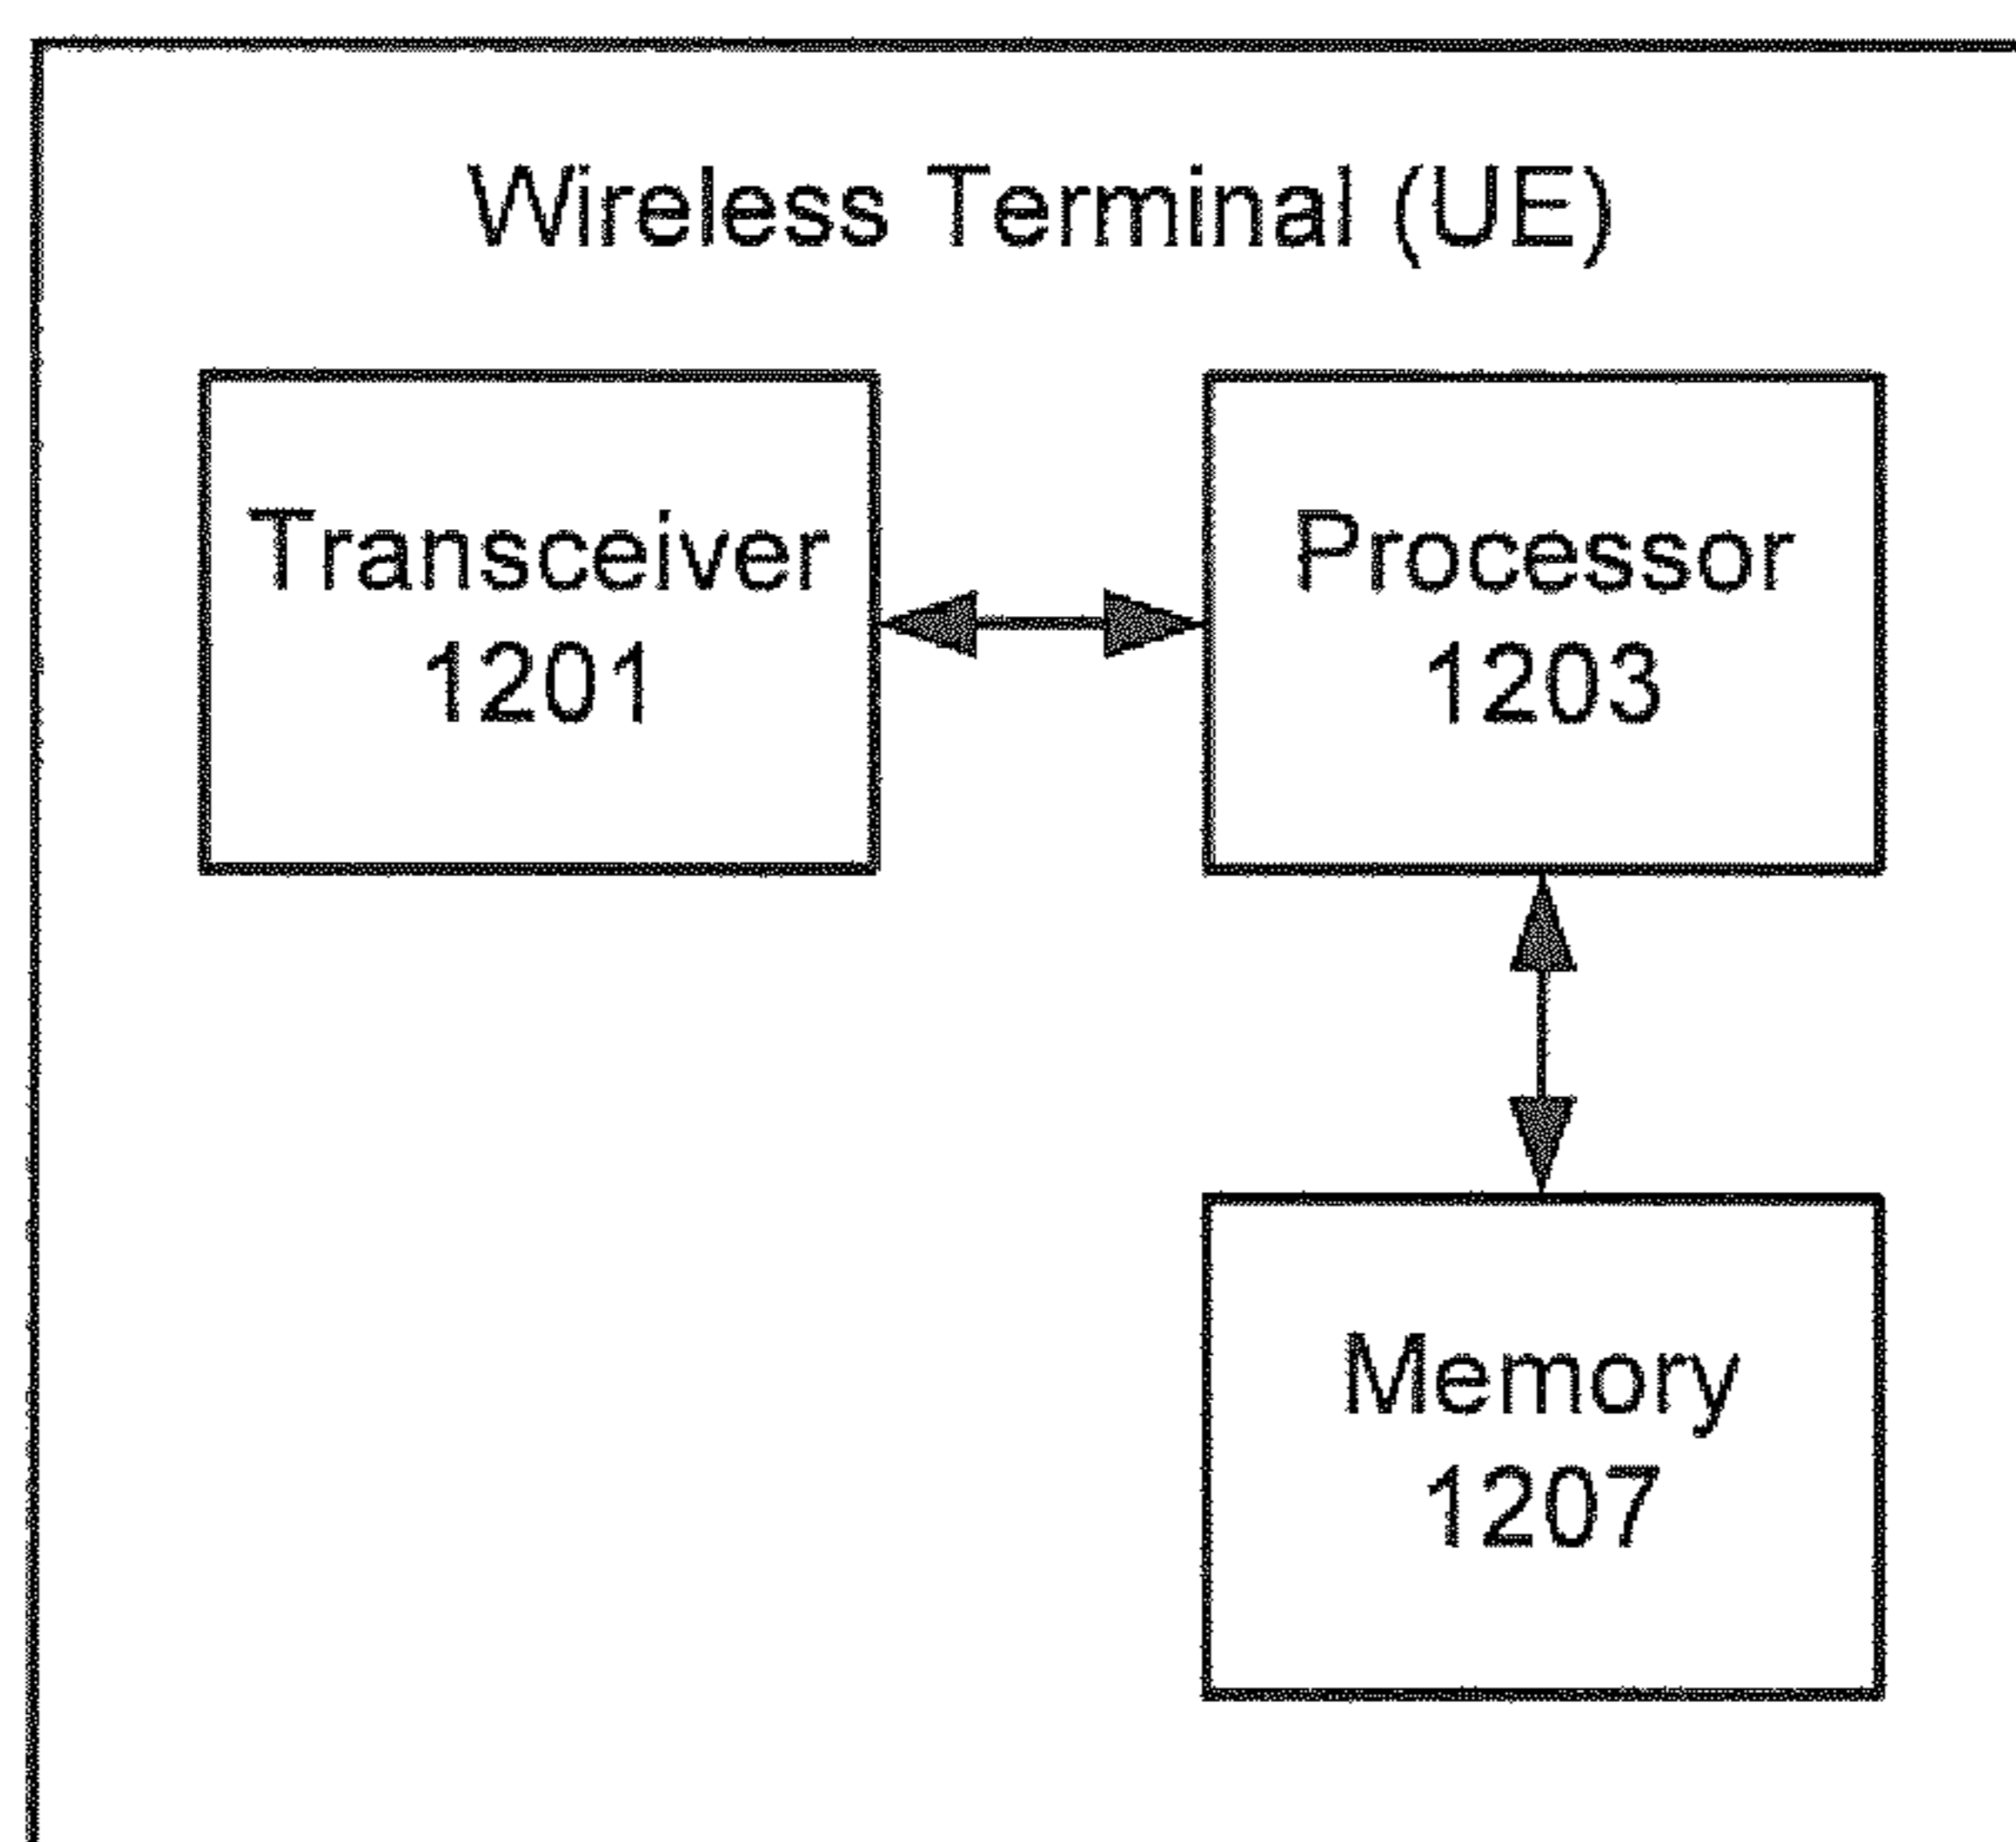 Wireless Terminal (UE)
Transceiver
1201
Processor
1203
Memory
1207